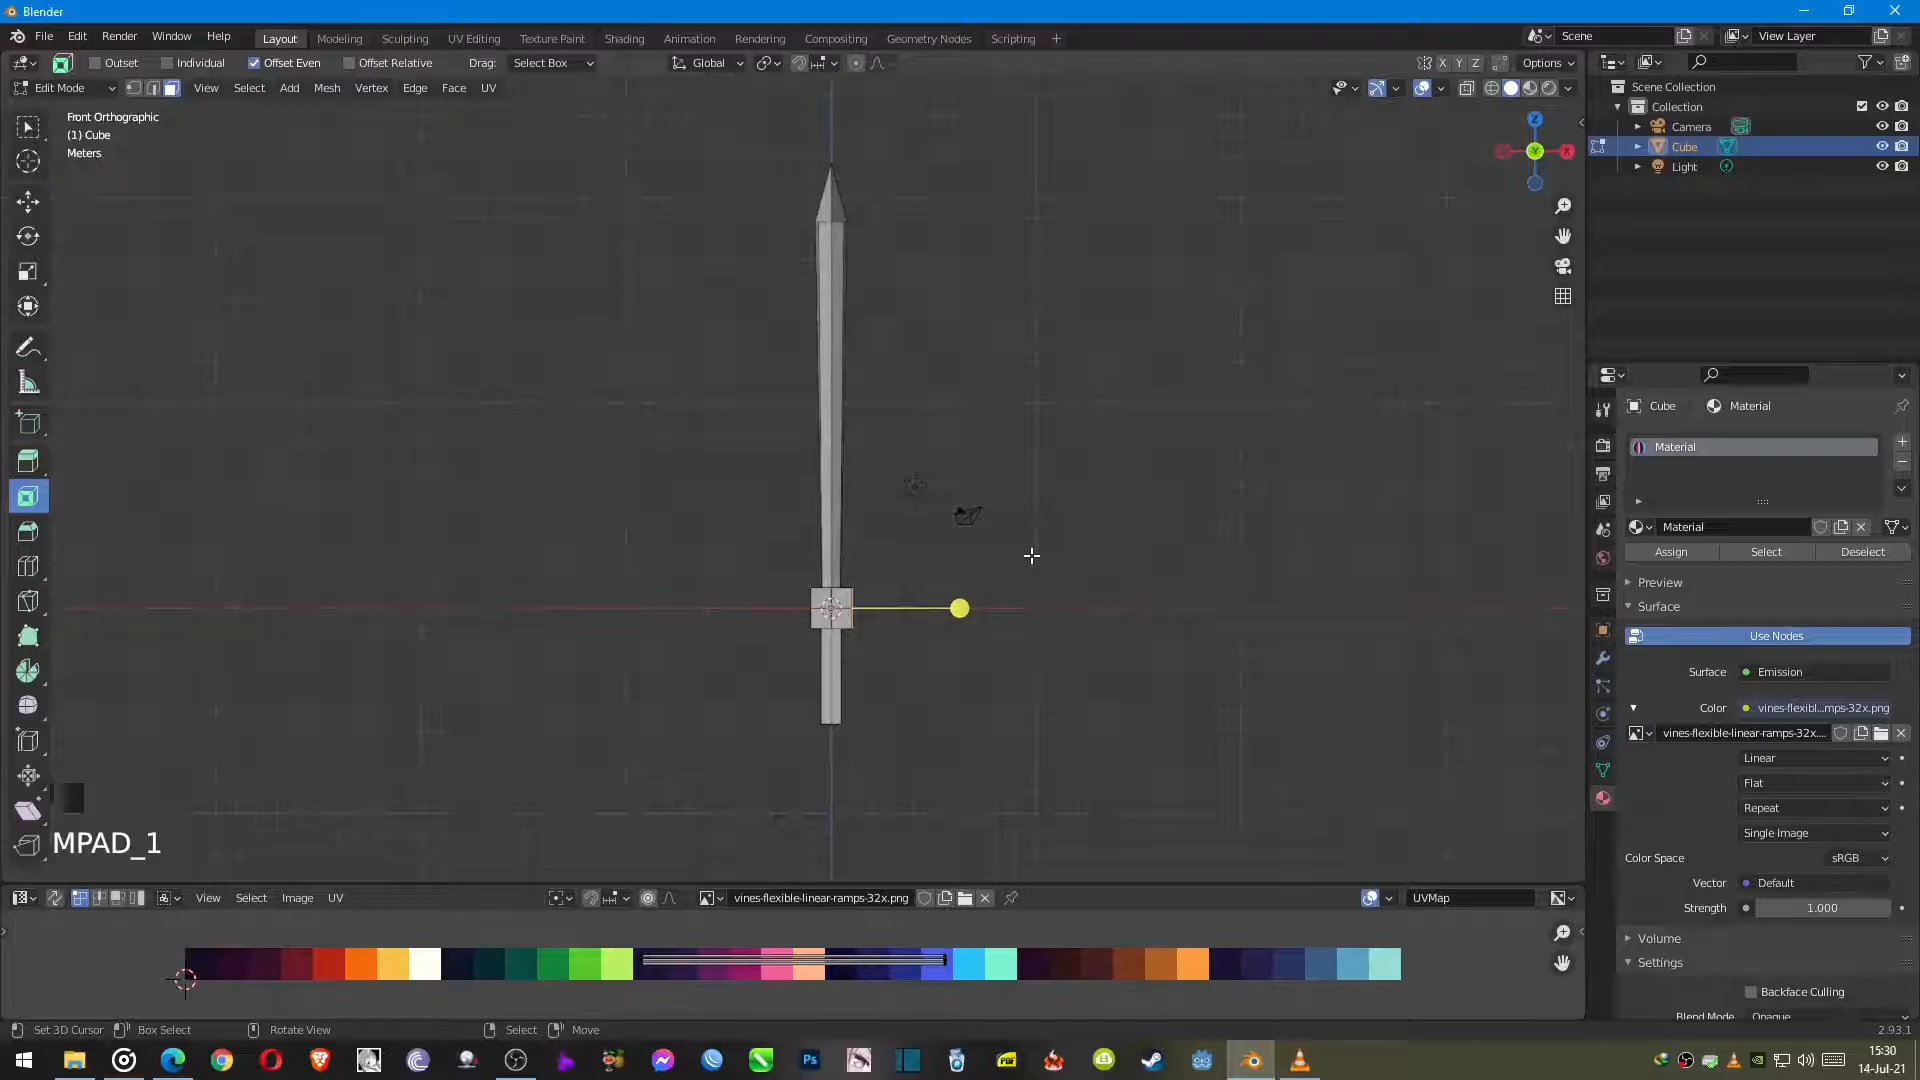 Blender
File Edit Render Window Help
Layout Modeling Sculpting UV Editing Texture Paint Shading Animation Rendering Compositing Geometry Nodes Scripting +
Scene
View Layer
Outset Individual Offset Even Offset Relative Drag: Select Box
Global
X Y Z Options
Edit Mode
View Select Add Mesh Vertex Edge Face UV
Front Orthographic
(1) Cube
Meters
Z
Y
X
Scene Collection
Collection
Camera
Cube
Light
Cube Material
Material
Material
Assign Select Deselect
Preview
Surface
Use Nodes
Surface Emission
Color vines-flexibl...mps-32x.png
vines-flexible-linear-ramps-32x....
Linear
Flat
Repeat
Single Image
Color Space sRGB
Vector Default
Strength 1.000
Volume
Settings
Backface Culling
Blend Mode Opaque
MPAD_1
View Select Image UV
vines-flexible-linear-ramps-32x.png
UVMap
Set 3D Cursor Box Select Rotate View Select Move
2.93.1
Ps
PDF
15:30
14-Jul-21